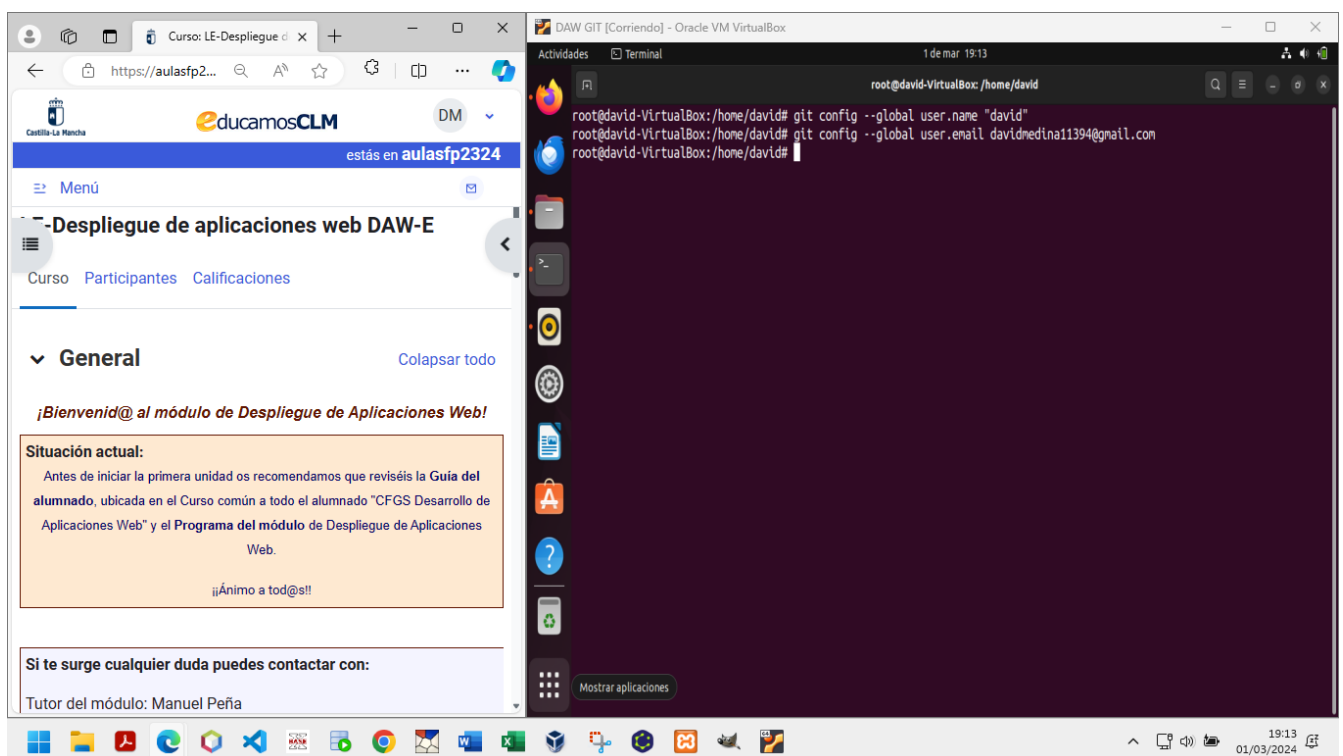 Curso: LE-Despliegue d
https://aulasfp2...
Castilla-La Mancha
educamosCLM
DM
estás en aulasfp2324
Menú
-Despliegue de aplicaciones web DAW-E
Curso Participantes Calificaciones
General
Colapsar todo
¡Bienvenid@ al módulo de Despliegue de Aplicaciones Web!
Situación actual:
Antes de iniciar la primera unidad os recomendamos que reviséis la Guía del
alumnado, ubicada en el Curso común a todo el alumnado "CFGS Desarrollo de
Aplicaciones Web" y el Programa del módulo de Despliegue de Aplicaciones
Web.
¡¡Ánimo a tod@s!!
Si te surge cualquier duda puedes contactar con:
Tutor del módulo: Manuel Peña
DAW GIT [Corriendo] - Oracle VM VirtualBox
Actividades Terminal 1 de mar 19:13
root@david-VirtualBox: /home/david
root@david-VirtualBox:/home/david# git config --global user.name "david"
root@david-VirtualBox:/home/david# git config --global user.email davidmedina11394@gmail.com
root@david-VirtualBox:/home/david#
Mostrar aplicaciones
19:13
01/03/2024